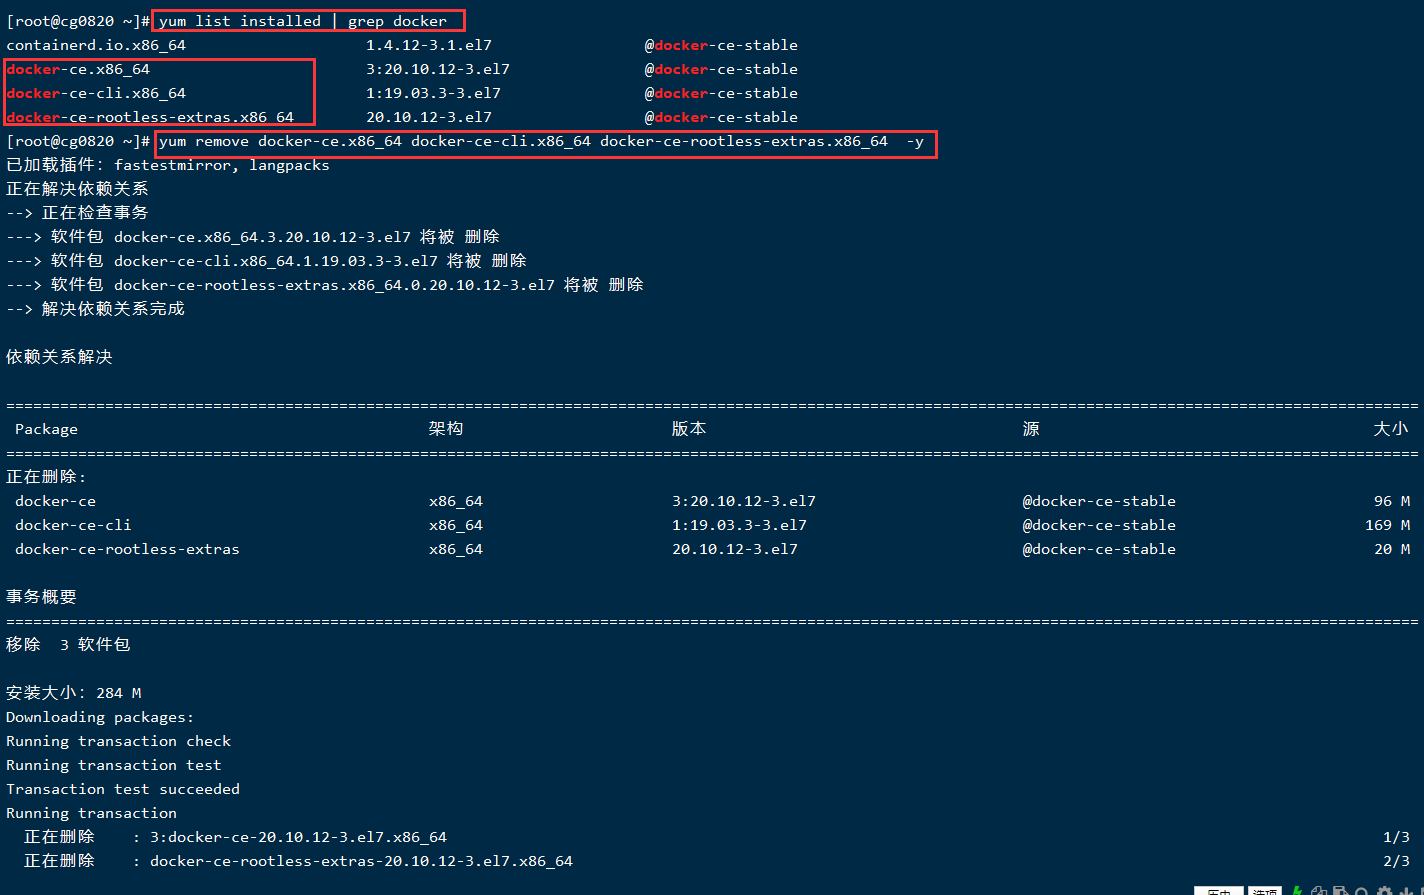 [root@cg0820 ~]# yum list installed | grep docker
containerd.io.x86_64 1.4.12-3.1.el7 @docker-ce-stable
docker-ce.x86_64 3:20.10.12-3.el7 @docker-ce-stable
docker-ce-cli.x86_64 1:19.03.3-3.el7 @docker-ce-stable
docker-ce-rootless-extras.x86_64 20.10.12-3.el7 @docker-ce-stable
[root@cg0820 ~]# yum remove docker-ce.x86_64 docker-ce-cli.x86_64 docker-ce-rootless-extras.x86_64 -y
已加载插件：fastestmirror, langpacks
正在解决依赖关系
--> 正在检查事务
---> 软件包 docker-ce.x86_64.3.20.10.12-3.el7 将被 删除
---> 软件包 docker-ce-cli.x86_64.1.19.03.3-3.el7 将被 删除
---> 软件包 docker-ce-rootless-extras.x86_64.0.20.10.12-3.el7 将被 删除
--> 解决依赖关系完成
依赖关系解决
================================================================================
Package 架构 版本 源 大小
================================================================================
正在删除:
docker-ce x86_64 3:20.10.12-3.el7 @docker-ce-stable 96 M
docker-ce-cli x86_64 1:19.03.3-3.el7 @docker-ce-stable 169 M
docker-ce-rootless-extras x86_64 20.10.12-3.el7 @docker-ce-stable 20 M
事务概要
================================================================================
移除 3 软件包
安装大小：284 M
Downloading packages:
Running transaction check
Running transaction test
Transaction test succeeded
Running transaction
正在删除 : 3:docker-ce-20.10.12-3.el7.x86_64 1/3
正在删除 : docker-ce-rootless-extras-20.10.12-3.el7.x86_64 2/3
历史 选项